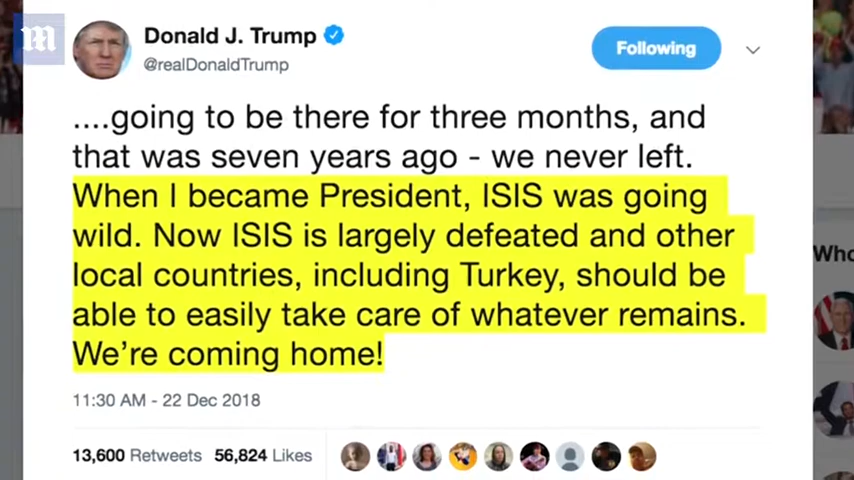 m
Donald J. Trump
@realDonaldTrump
Following
....going to be there for three months, and
that was seven years ago - we never left.
When I became President, ISIS was going
wild. Now ISIS is largely defeated and other
local countries, including Turkey, should be
able to easily take care of whatever remains.
We're coming home!
11:30 AM - 22 Dec 2018
13,600 Retweets 56,824 Likes
Who